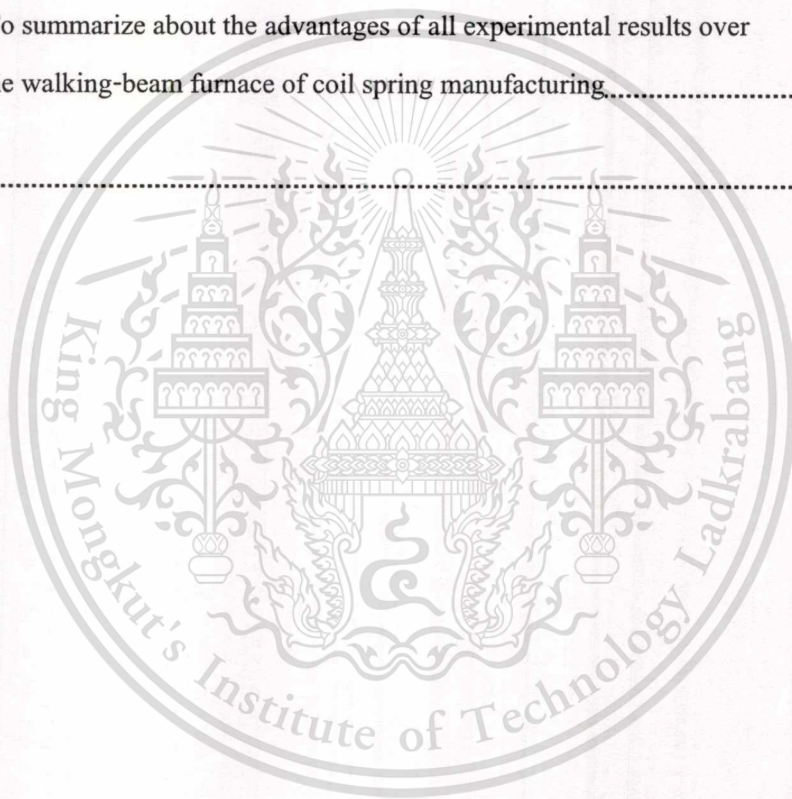 o summarize about the advantages of all experimental results over
e walking-beam furnace of coil spring manufacturing................................
................................................................................................
King Mongkut's Institute of Technology Ladkrabang